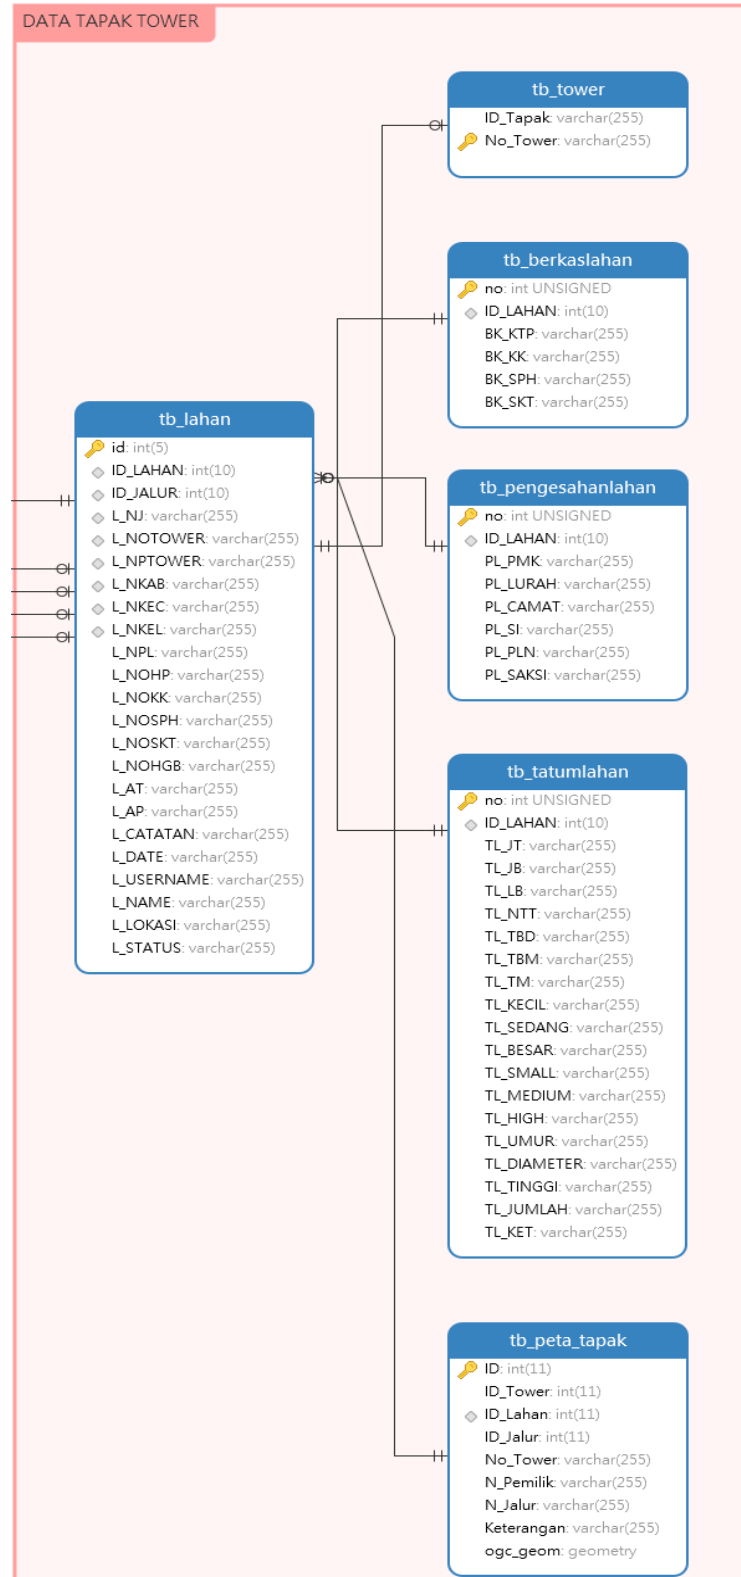 DATA TAPAK TOWER
tb_tower
ID_Tapak: varchar(255)
No_Tower: varchar(255)
tb_berkaslahan
no: int UNSIGNED
ID_LAHAN: int(10)
BK_KTP: varchar(255)
BK_KK: varchar(255)
BK_SPH: varchar(255)
BK_SKT: varchar(255)
tb_lahan
id: int(5)
ID_LAHAN: int(10)
ID_JALUR: int(10)
L_NJ: varchar(255)
L_NOTOWER: varchar(255)
L_NPTOWER: varchar(255)
L_NKAB: varchar(255)
L_NKEC: varchar(255)
L_NKEL: varchar(255)
L_NPL: varchar(255)
L_NOHP: varchar(255)
L_NOKK: varchar(255)
L_NOSPH: varchar(255)
L_NOSKT: varchar(255)
L_NOHGB: varchar(255)
L_AT: varchar(255)
L_AP: varchar(255)
L_CATATAN: varchar(255)
L_DATE: varchar(255)
L_USERNAME: varchar(255)
L_NAME: varchar(255)
L_LOKASI: varchar(255)
L_STATUS: varchar(255)
tb_pengesahanlahan
no: int UNSIGNED
ID_LAHAN: int(10)
PL_PMK: varchar(255)
PL_LURAH: varchar(255)
PL_CAMAT: varchar(255)
PL_SI: varchar(255)
PL_PLN: varchar(255)
PL_SAKSI: varchar(255)
tb_tatumlahan
no: int UNSIGNED
ID_LAHAN: int(10)
TL_JT: varchar(255)
TL_JB: varchar(255)
TL_LB: varchar(255)
TL_NTT: varchar(255)
TL_TBD: varchar(255)
TL_TBM: varchar(255)
TL_TM: varchar(255)
TL_KECIL: varchar(255)
TL_SEDANG: varchar(255)
TL_BESAR: varchar(255)
TL_SMALL: varchar(255)
TL_MEDIUM: varchar(255)
TL_HIGH: varchar(255)
TL_UMUR: varchar(255)
TL_DIAMETER: varchar(255)
TL_TINGGI: varchar(255)
TL_JUMLAH: varchar(255)
TL_KET: varchar(255)
tb_peta_tapak
ID: int(11)
ID_Tower: int(11)
ID_Lahan: int(11)
ID_Jalur: int(11)
No_Tower: varchar(255)
N_Pemilik: varchar(255)
N_Jalur: varchar(255)
Keterangan: varchar(255)
ogc_geom: geometry